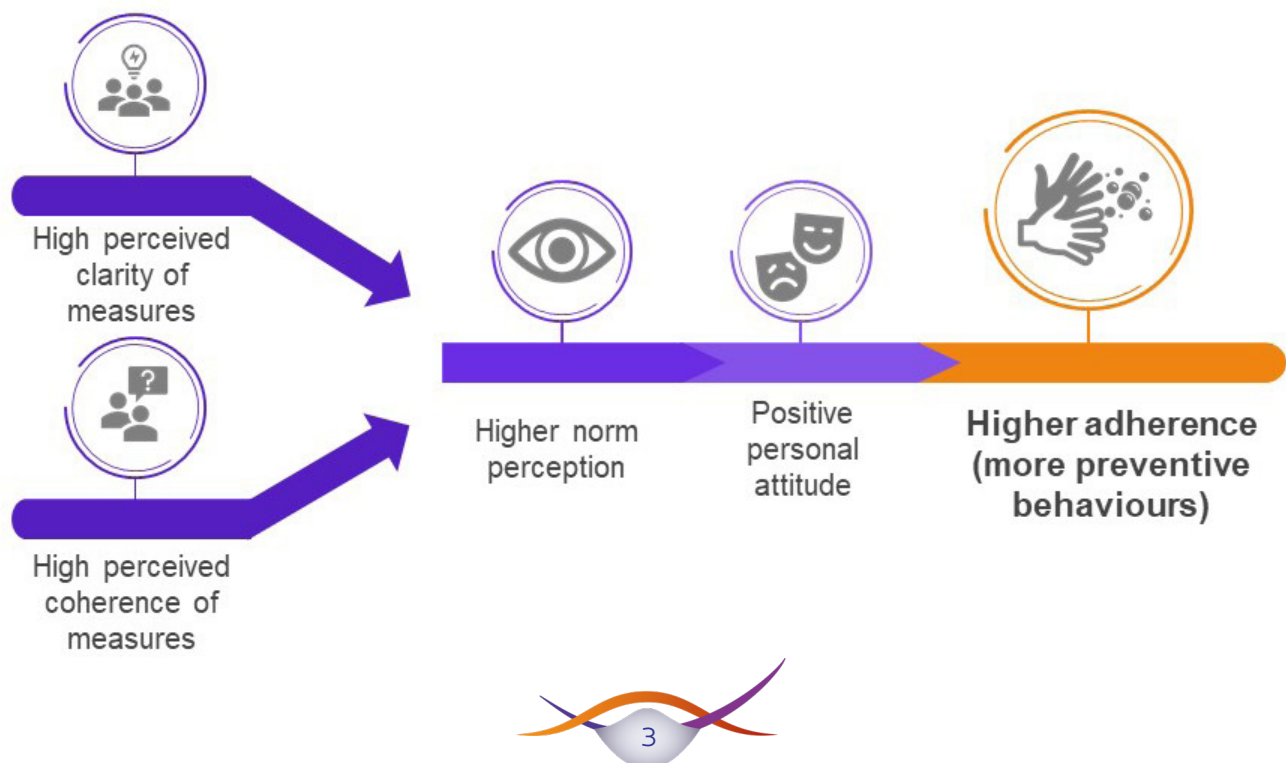 High perceived
clarity of
measures
High perceived
coherence of
measures
?
Higher norm
perception
Positive
personal
attitude
Higher adherence
(more preventive
behaviours)
3